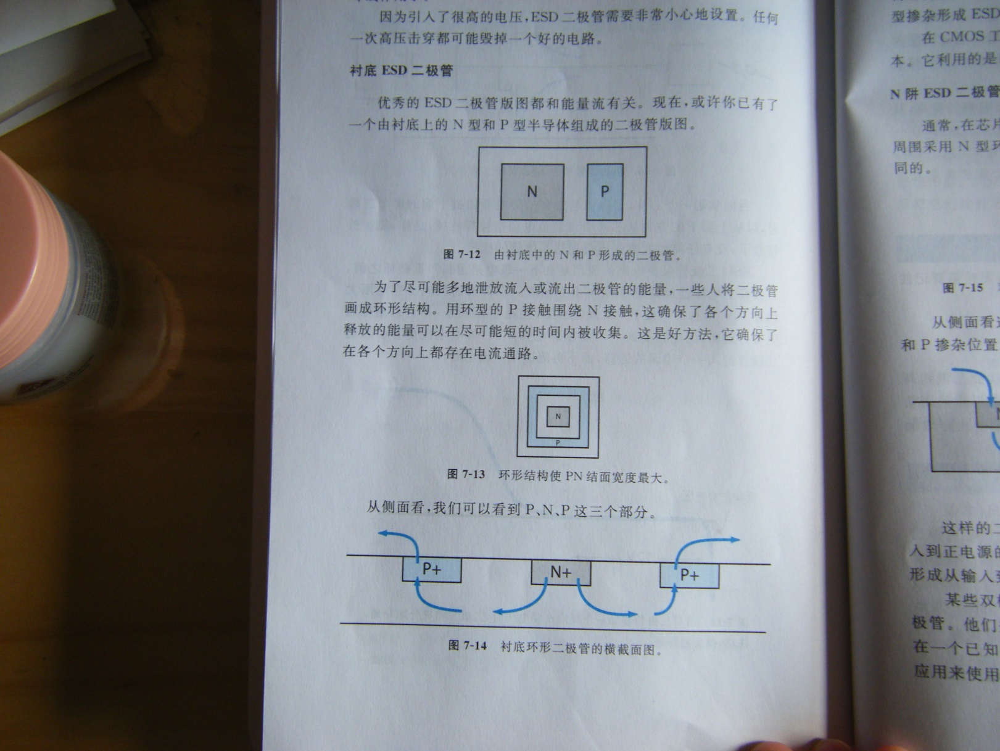 因为引入了很高的电压,ESD 二极管需要非常小心地设置。任何
一次高压击穿都可能毁掉一个好的电路。
衬底 ESD 二极管
优秀的 ESD 二极管版图都和能量流有关。现在,或许你已有了
一个由衬底上的 N 型和 P 型半导体组成的二极管版图。
N
P
图 7-12 由衬底中的 N 和 P 形成的二极管。
为了尽可能多地泄放流入或流出二极管的能量,一些人将二极管
画成环形结构。用环型的 P 接触围绕 N 接触,这确保了各个方向上
释放的能量可以在尽可能短的时间内被收集。这是好方法,它确保了
在各个方向上都存在电流通路。
N
P
图 7-13 环形结构使 PN 结面宽度最大。
从侧面看,我们可以看到 P、N、P 这三个部分。
P+
N+
P+
图 7-14 衬底环形二极管的横截面图。
型掺杂形成 ESD
在 CMOS 工
本。它利用的是
N 阱 ESD 二极管
通常,在芯片
周围采用 N 型环
同的。
图 7-15
从侧面看
和 P 掺杂位置
这样的二
入到正电源的
形成从输入到
某些双极
极管。他们
在一个已知
应用来使用